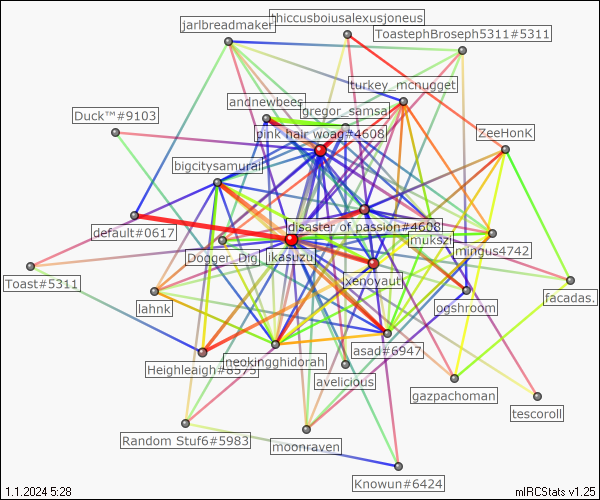 thiccusboiusalexusjoneus
jarlbreadmaker
ToastephBroseph5311#5311
turkey_mcnugget
andnewbees
gregor_samsa
Duck™#9103
pink hair woag#4608
ZeeHonK
bigcitysamurai
disaster of passion#4608
default#0617
mukszi
mingus4742
Dogger_Dig
jkasuzu
Toast#5311
xenoyaut
facadas.
lahnk
ogshroom
asad#6947
neokingghidorah
Heighleaigh#8575
avelicious
gazpachoman
tescoroll
Random Stuf6#5983
moonraven
Knowun#6424
1.1.2024 5:28
mIRCStats v1.25